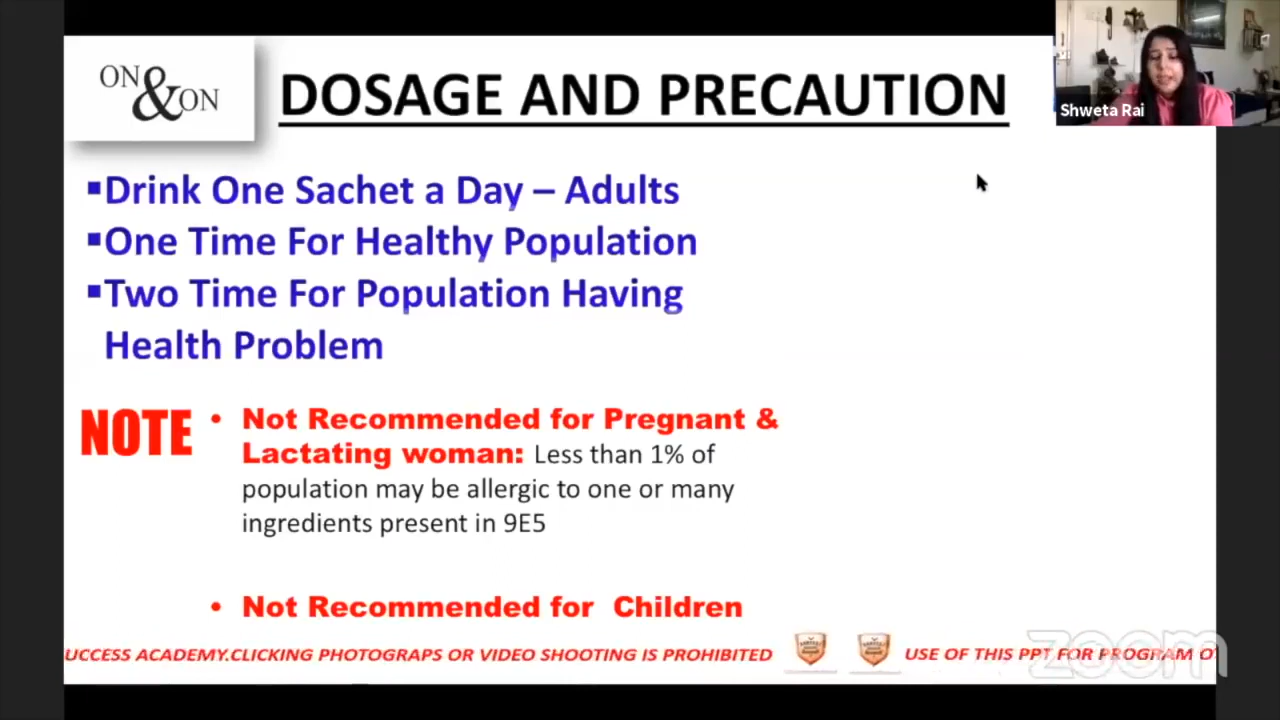 ON & ON
DOSAGE AND PRECAUTION
Shweta Rai
▪Drink One Sachet a Day – Adults
▪One Time For Healthy Population
▪Two Time For Population Having
Health Problem
NOTE
• Not Recommended for Pregnant &
Lactating woman: Less than 1% of
population may be allergic to one or many
ingredients present in 9E5
• Not Recommended for Children
UCCESS ACADEMY.CLICKING PHOTOGRAPS OR VIDEO SHOOTING IS PROHIBITED
USE OF THIS PPT FOR PROGRAM O
zoom